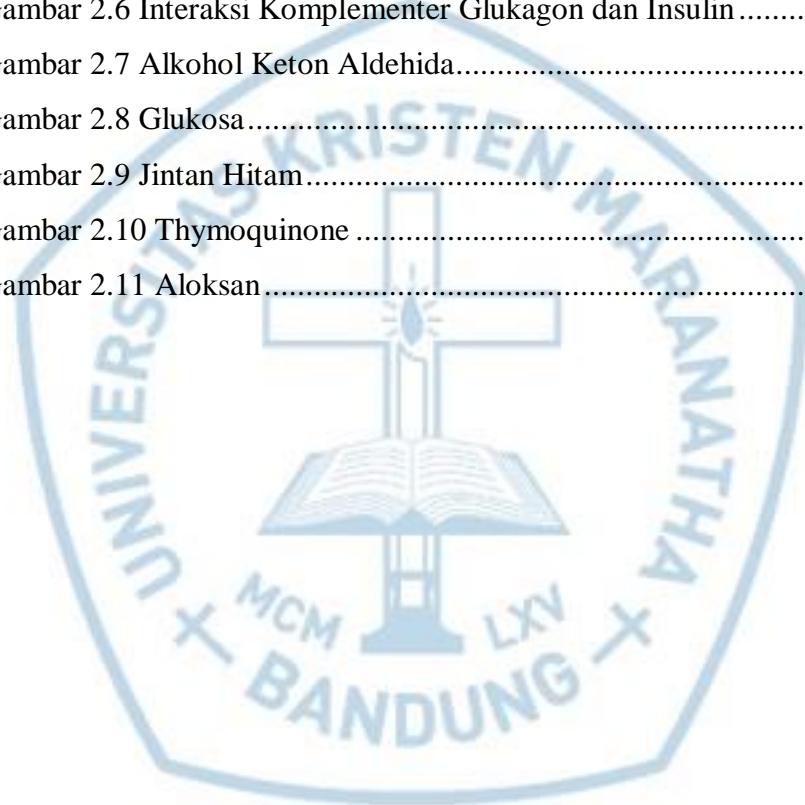 ambar 2.6 Interaksi Komplementer Glukagon dan Insulin ........
ambar 2.7 Alkohol Keton Aldehida...........................................
ambar 2.8 Glukosa....................................................................
ambar 2.9 Jintan Hitam.............................................................
ambar 2.10 Thymoquinone .......................................................
ambar 2.11 Aloksan..................................................................
UNIVERSITAS KRISTEN MARANATHA
MCM LXV
BANDUNG